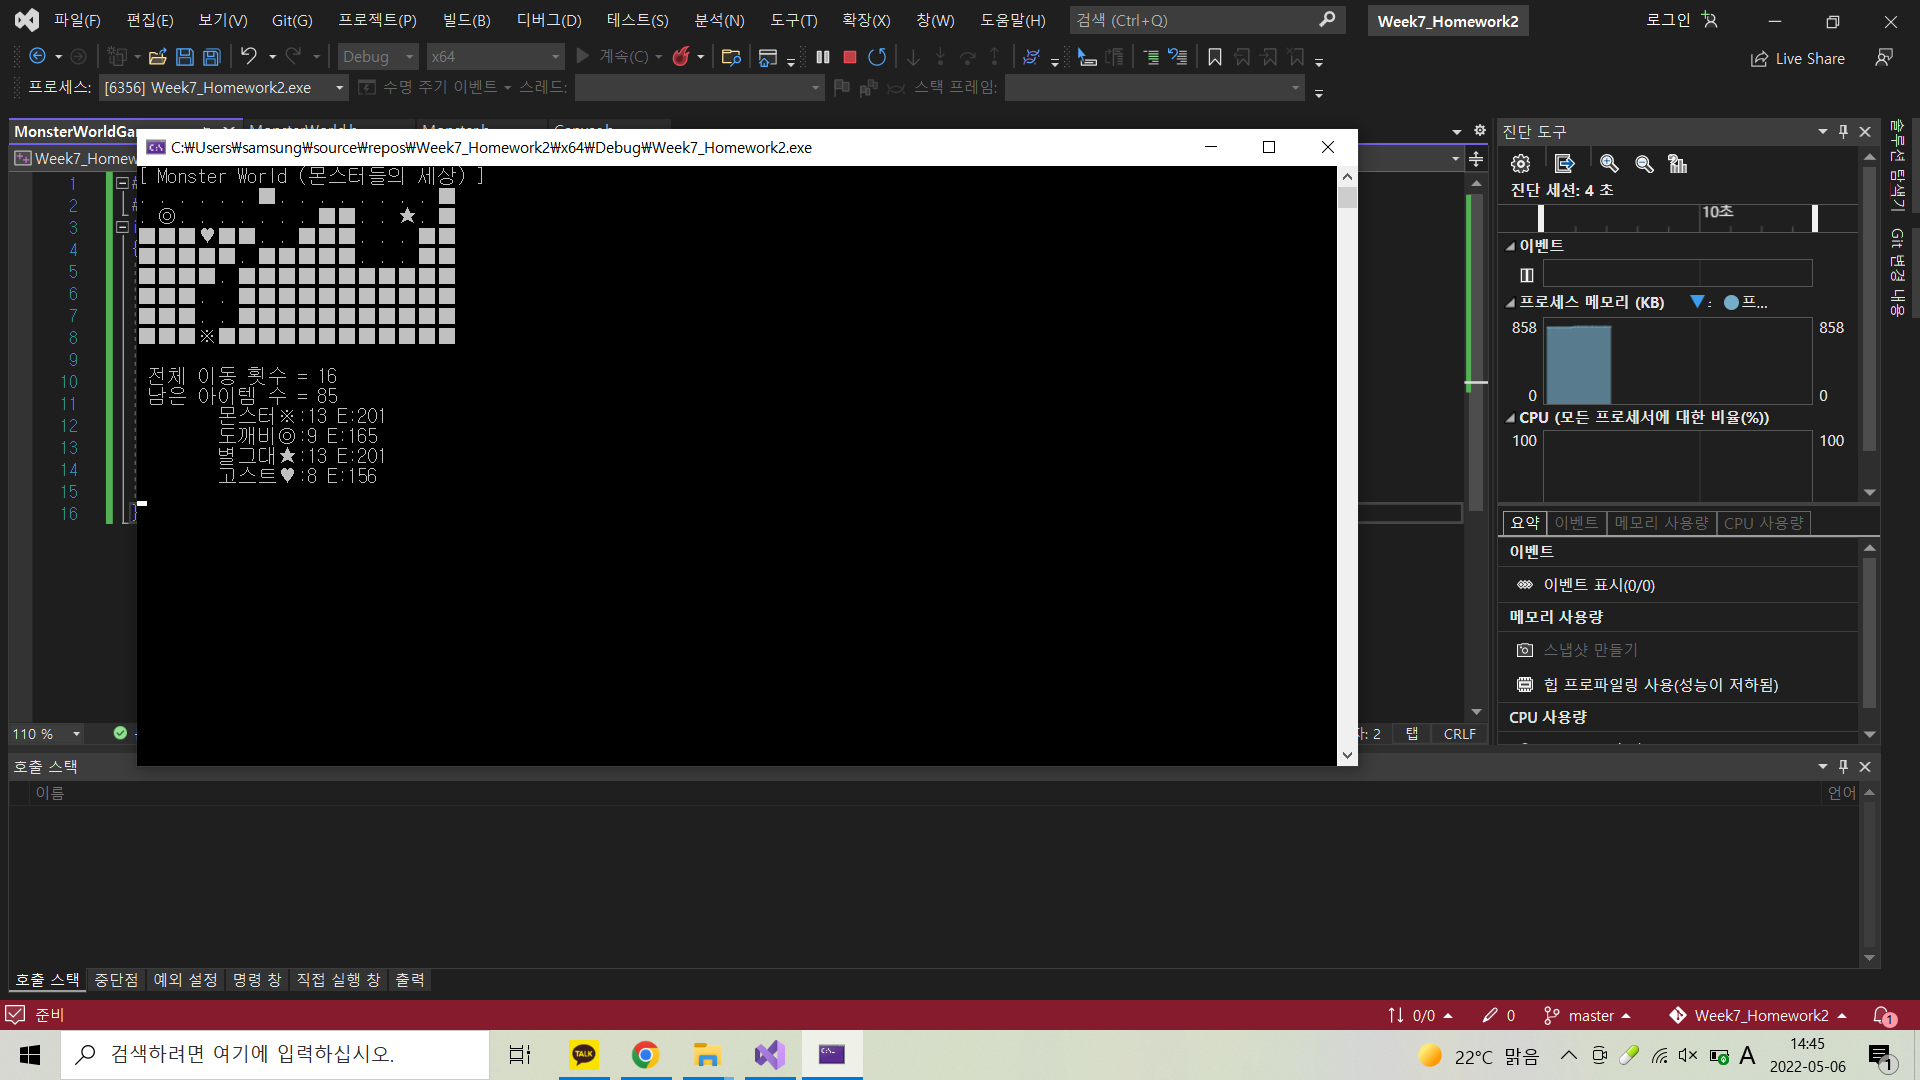 파일(F) 편집(E) 보기(V) Git(G) 프로젝트(P) 빌드(B) 디버그(D) 테스트(S) 분석(N) 도구(T) 확장(X) 창(W) 도움말(H) 검색 (Ctrl+Q) Week7_Homework2 로그인
Debug x64 계속(C) Live Share
프로세스: [6356] Week7_Homework2.exe 수명 주기 이벤트 스레드: 스택 프레임:
MonsterWorldGa
C:\Users\samsung\source\repos\Week7_Homework2\x64\Debug\Week7_Homework2.exe
Week7_Homew
[ Monster World (몬스터들의 세상) ]
전체 이동 횟수 = 16
남은 아이템 수 = 85
몬스터※:13 E:201
도깨비◎:9 E:165
별그대★:13 E:201
고스트♥:8 E:156
1
2
3
4
5
6
7
8
9
10
11
12
13
14
15
16
110 %
: 2 탭 CRLF
진단 도구
진단 세션: 4 초
10초
이벤트
프로세스 메모리 (KB) 프...
858 858
0 0
CPU (모든 프로세서에 대한 비율(%))
100 100
요약 이벤트 메모리 사용량 CPU 사용량
이벤트
이벤트 표시(0/0)
메모리 사용량
스냅샷 만들기
힙 프로파일링 사용(성능이 저하됨)
CPU 사용량
솔루션 탐색기
Git 변경 내용
호출 스택
이름 언어
호출 스택 중단점 예외 설정 명령 창 직접 실행 창 출력
준비 0/0 0 master Week7_Homework2 1
검색하려면 여기에 입력하십시오. TALK 22°C 맑음 A 14:45
2022-05-06 1